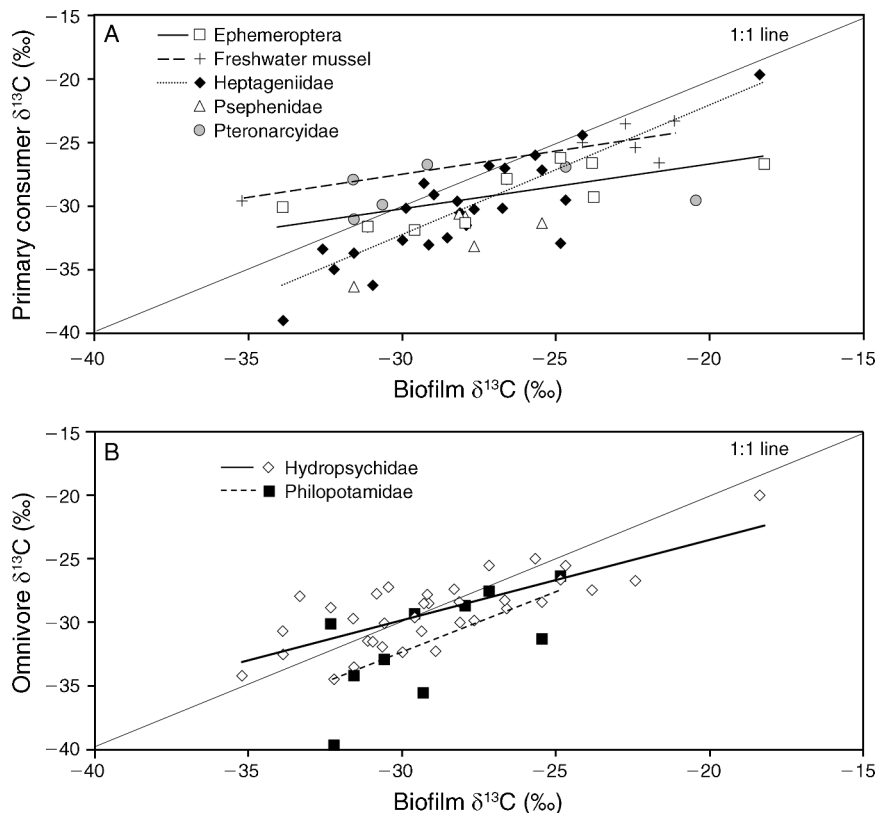 −15
A
Ephemeroptera
1:1 line
Freshwater mussel
−20
Heptageniidae
Psephenidae
−25
Pteronarcyidae
−30
−35
−40
−40
−35
−30
−25
−20
−15
Primary consumer δ¹³C (‰)
Biofilm δ¹³C (‰)
−15
B
1:1 line
Hydropsychidae
−20
Philopotamidae
−25
−30
−35
−40
−40
−35
−30
−25
−20
−15
Omnivore δ¹³C (‰)
Biofilm δ¹³C (‰)